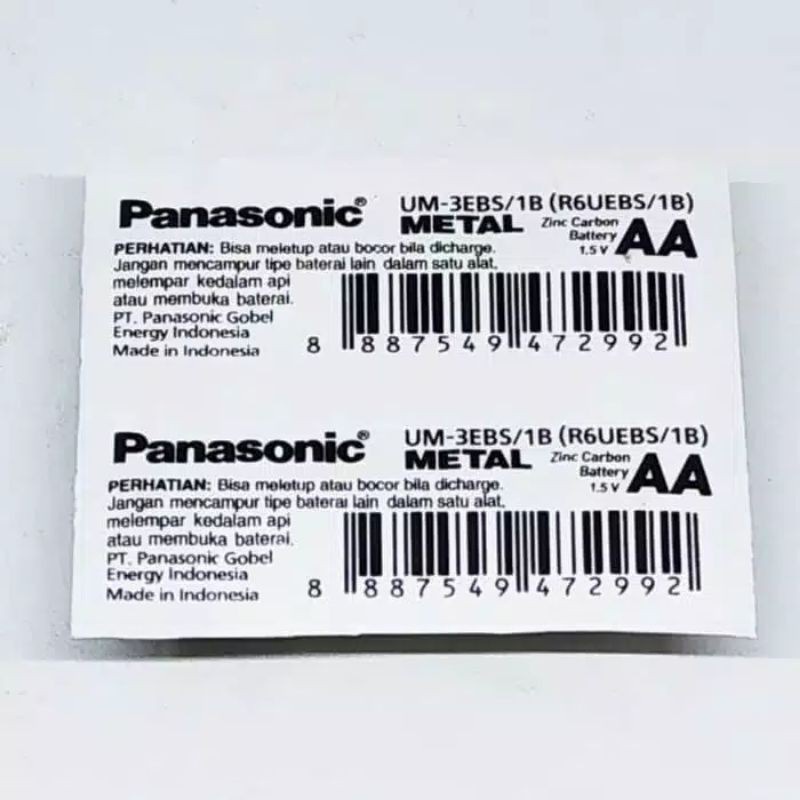 Panasonic® UM-3EBS/1B (R6UEBS/1B)
METAL Zinc Carbon Battery 1.5 V AA
PERHATIAN: Bisa meletup atau bocor bila dicharge.
Jangan mencampur tipe baterai lain dalam satu alat.
melempar kedalam api
atau membuka baterai.
PT. Panasonic Gobel
Energy Indonesia
Made in Indonesia
8 887549 472992
Panasonic® UM-3EBS/1B (R6UEBS/1B)
METAL Zinc Carbon Battery 1.5 V AA
PERHATIAN: Bisa meletup atau bocor bila dicharge.
Jangan mencampur tipe baterai lain dalam satu alat.
melempar kedalam api
atau membuka baterai.
PT. Panasonic Gobel
Energy Indonesia
Made in Indonesia
8 887549 472992